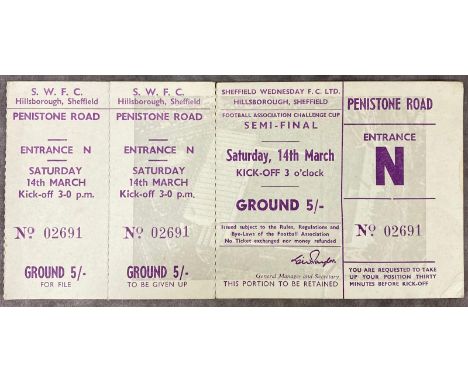 S. W. F. C.
Hillsborough, Sheffield
PENISTONE ROAD
ENTRANCE N
SATURDAY
14th MARCH
Kick-off 3-0 p.m.
No. 02691
GROUND 5/-
FOR FILE
S. W. F. C.
Hillsborough, Sheffield
PENISTONE ROAD
ENTRANCE N
SATURDAY
14th MARCH
Kick-off 3-0 p.m.
No. 02691
GROUND 5/-
TO BE GIVEN UP
SHEFFIELD WEDNESDAY F.C. LTD.
HILLSBOROUGH, SHEFFIELD
FOOTBALL ASSOCIATION CHALLENGE CUP
SEMI-FINAL
Saturday, 14th March
KICK-OFF 3 o'clock
GROUND 5/-
Issued subject to the Rules, Regulations and
Bye-Laws of the Football Association
No Ticket exchanged nor money refunded
General Manager and Secretary
THIS PORTION TO BE RETAINED
PENISTONE ROAD
ENTRANCE
N
No. 02691
YOU ARE REQUESTED TO TAKE
UP YOUR POSITION THIRTY
MINUTES BEFORE KICK-OFF